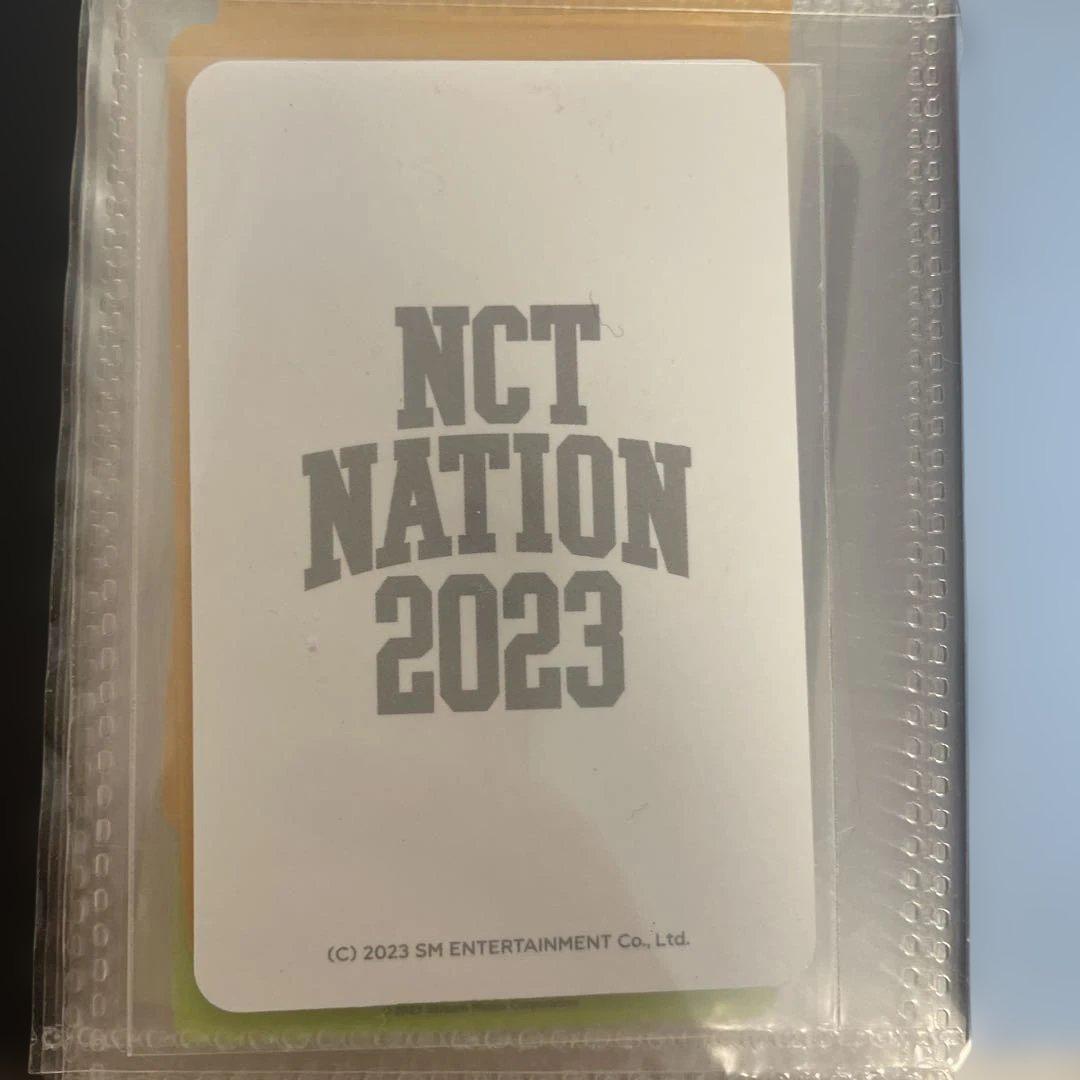 NCT
NATION
2023
(C) 2023 SM ENTERTAINMENT Co., Ltd.